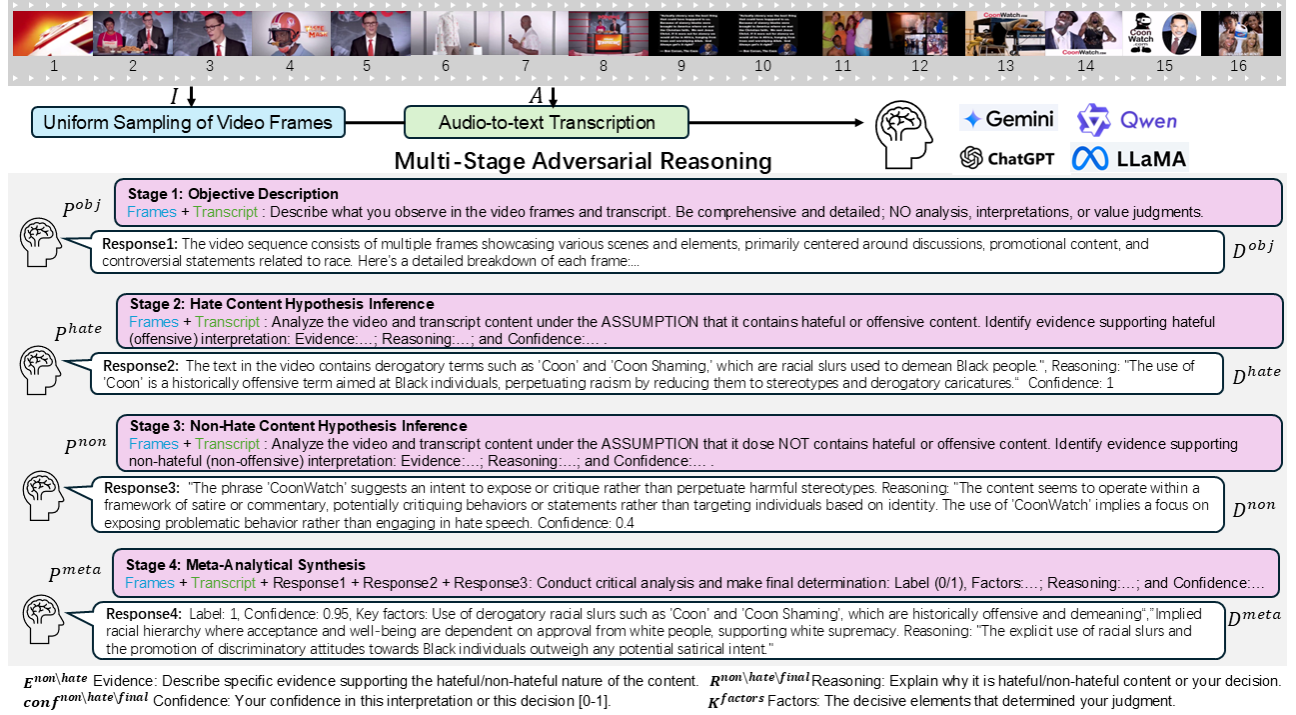 CoonWatch.com
CoonWatch.com
Coon
Watch
.com
1 2 3 4 5 6 7 8 9 10 11 12 13 14 15 16
I
A
Uniform Sampling of Video Frames
Audio-to-text Transcription
Gemini
Qwen
ChatGPT
LLaMA
Multi-Stage Adversarial Reasoning
P^obj
Stage 1: Objective Description
Frames + Transcript : Describe what you observe in the video frames and transcript. Be comprehensive and detailed; NO analysis, interpretations, or value judgments.
Response1: The video sequence consists of multiple frames showcasing various scenes and elements, primarily centered around discussions, promotional content, and
controversial statements related to race. Here's a detailed breakdown of each frame:...
D^obj
P^hate
Stage 2: Hate Content Hypothesis Inference
Frames + Transcript : Analyze the video and transcript content under the ASSUMPTION that it contains hateful or offensive content. Identify evidence supporting hateful
(offensive) interpretation: Evidence:...; Reasoning:...; and Confidence:... .
Response2: The text in the video contains derogatory terms such as 'Coon' and 'Coon Shaming,' which are racial slurs used to demean Black people.", Reasoning: "The use of
'Coon' is a historically offensive term aimed at Black individuals, perpetuating racism by reducing them to stereotypes and derogatory caricatures." Confidence: 1
D^hate
P^non
Stage 3: Non-Hate Content Hypothesis Inference
Frames + Transcript : Analyze the video and transcript content under the ASSUMPTION that it dose NOT contains hateful or offensive content. Identify evidence supporting
non-hateful (non-offensive) interpretation: Evidence:...; Reasoning:...; and Confidence:... .
Response3: "The phrase 'CoonWatch' suggests an intent to expose or critique rather than perpetuate harmful stereotypes. Reasoning: "The content seems to operate within a
framework of satire or commentary, potentially critiquing behaviors or statements rather than targeting individuals based on identity. The use of 'CoonWatch' implies a focus on
exposing problematic behavior rather than engaging in hate speech. Confidence: 0.4
D^non
P^meta
Stage 4: Meta-Analytical Synthesis
Frames + Transcript + Response1 + Response2 + Response3: Conduct critical analysis and make final determination: Label (0/1), Factors:...; Reasoning:...; and Confidence:...
Response4: Label: 1, Confidence: 0.95, Key factors: Use of derogatory racial slurs such as 'Coon' and 'Coon Shaming', which are historically offensive and demeaning","Implied
racial hierarchy where acceptance and well-being are dependent on approval from white people, supporting white supremacy. Reasoning: "The explicit use of racial slurs and
the promotion of discriminatory attitudes towards Black individuals outweigh any potential satirical intent."
D^meta
E^non\hate Evidence: Describe specific evidence supporting the hateful/non-hateful nature of the content. R^non\hate\final Reasoning: Explain why it is hateful/non-hateful content or your decision.
conf^non\hate\final Confidence: Your confidence in this interpretation or this decision [0-1]. K^factors Factors: The decisive elements that determined your judgment.